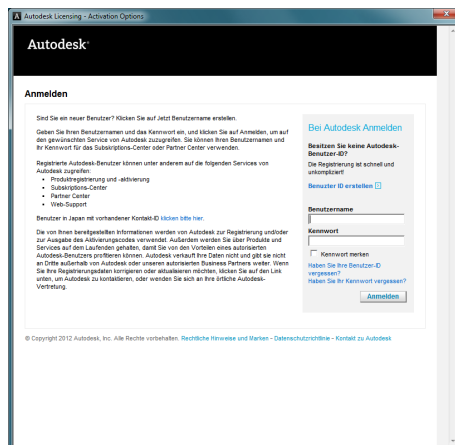 Autodesk Licensing - Activation Options
Autodesk
Anmelden
Sind Sie ein neuer Benutzer? Klicken Sie auf Jetzt Benutzername erstellen.
Geben Sie Ihren Benutzernamen und das Kennwort ein, und klicken Sie auf Anmelden, um auf
den gewünschten Service von Autodesk zuzugreifen. Sie können Ihren Benutzernamen und
Ihr Kennwort für das Subskriptions-Center oder Partner Center verwenden.
Registrierte Autodesk-Benutzer können unter anderem auf die folgenden Services von
Autodesk zugreifen:
• Produktregistrierung und -aktivierung
• Subskriptions-Center
• Partner Center
• Web-Support
Benutzer in Japan mit vorhandener Kontakt-ID klicken bitte hier.
Die von Ihnen bereitgestellten Informationen werden von Autodesk zur Registrierung und/oder
zur Ausgabe des Aktivierungscodes verwendet. Außerdem werden Sie über Produkte und
Services auf dem Laufenden gehalten, damit Sie von den Vorteilen eines autorisierten
Autodesk-Benutzers profitieren können. Autodesk verkauft Ihre Daten nicht und gibt sie nicht
an Dritte außerhalb von Autodesk oder unseren autorisierten Business Partners weiter. Wenn
Sie Ihre Registrierungsdaten korrigieren oder aktualisieren möchten, klicken Sie auf den Link
unten, um Autodesk zu kontaktieren, oder wenden Sie sich an Ihre örtliche Autodesk-
Vertretung.
Bei Autodesk Anmelden
Besitzen Sie keine Autodesk-
Benutzer-ID?
Die Registrierung ist schnell und
unkompliziert!
Benutzer ID erstellen
Benutzername
Kennwort
Kennwort merken
Haben Sie Ihre Benutzer-ID
vergessen?
Haben Sie Ihr Kennwort vergessen?
Anmelden
© Copyright 2012 Autodesk, Inc. Alle Rechte vorbehalten. Rechtliche Hinweise und Marken - Datenschutzrichtlinie - Kontakt zu Autodesk